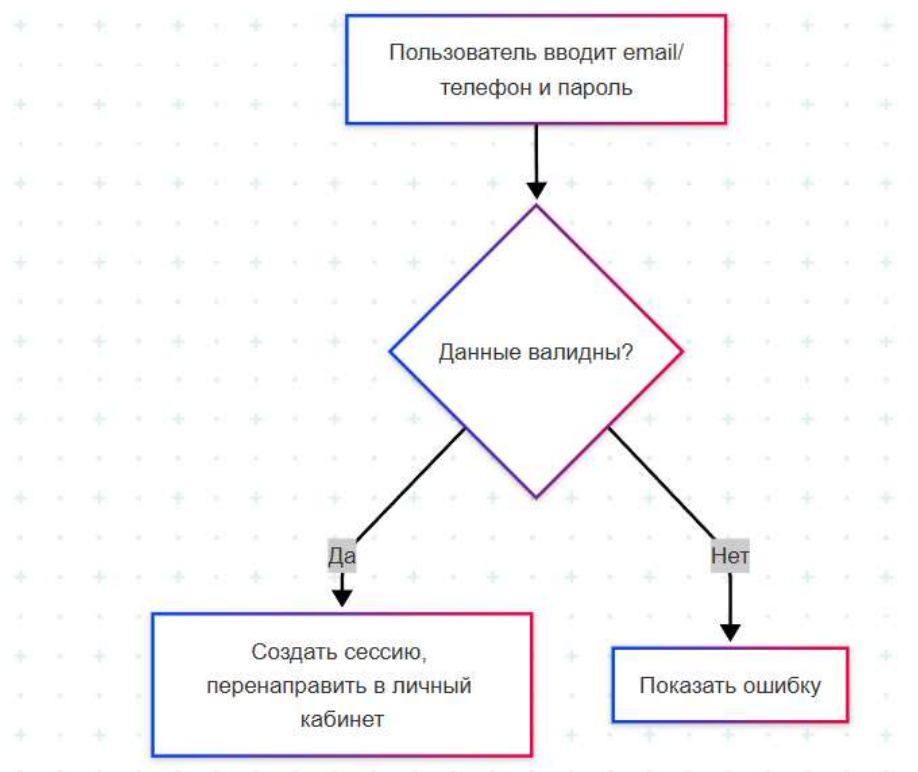 Пользователь вводит email/
телефон и пароль
Данные валидны?
Да
Нет
Создать сессию,
перенаправить в личный
кабинет
Показать ошибку